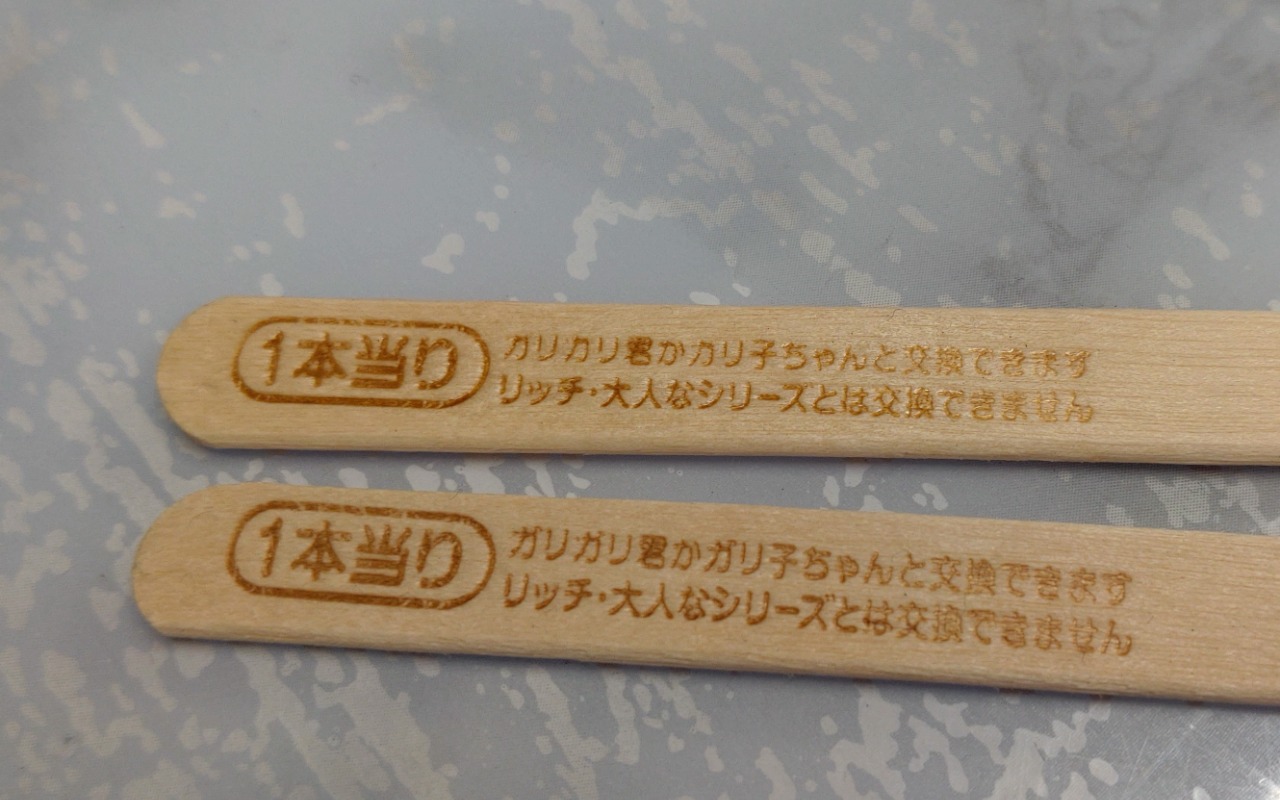 1本当り
ガリガリ君かガリ子ちゃんと交換できます
リッチ・大人なシリーズとは交換できません
1本当り
ガリガリ君かガリ子ちゃんと交換できます
リッチ・大人なシリーズとは交換できません